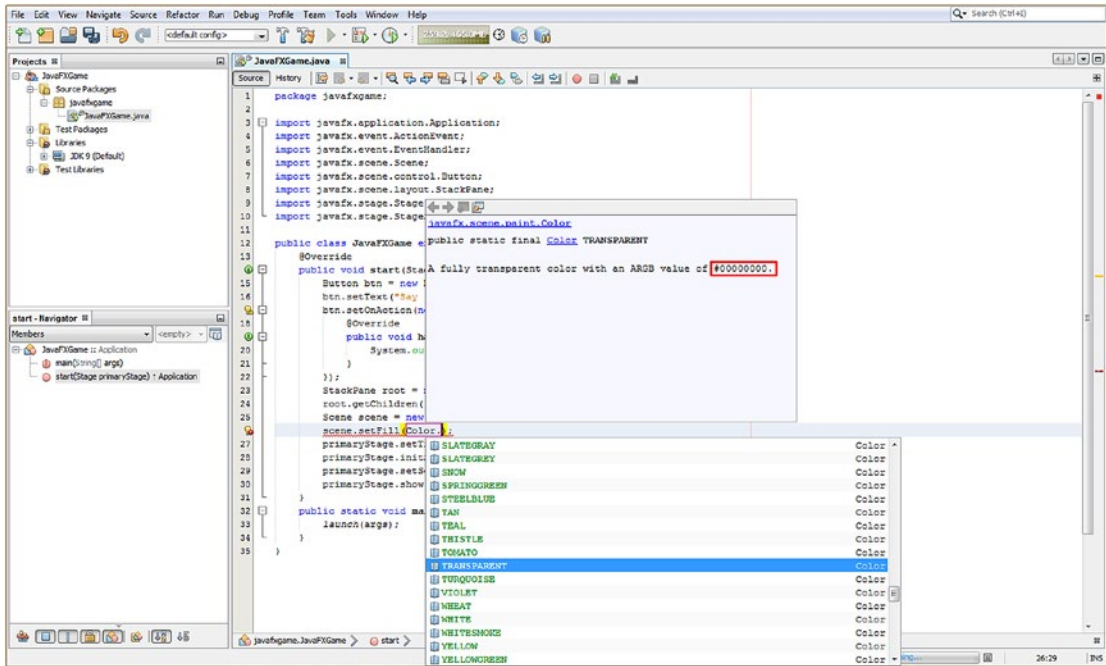 File Edit View Navigate Source Refactor Run Debug Profile Team Tools Window Help
Search (Ctrl+I)
<default config>
Projects
JavaFXGame
Source Packages
javafxgame
JavaFXGame.java
Test Packages
Libraries
JDK 9 (Default)
Test Libraries
start - Navigator
Members
<empty>
JavaFXGame :: Application
main(String[] args)
start(Stage primaryStage) ↑ Application
JavaFXGame.java
Source History
1 package javafxgame;
2
3 import javafx.application.Application;
4 import javafx.event.ActionEvent;
5 import javafx.event.EventHandler;
6 import javafx.scene.Scene;
7 import javafx.scene.control.Button;
8 import javafx.scene.layout.StackPane;
9 import javafx.stage.Stage
10 import javafx.stage.Stage
11
12 public class JavaFXGame e
13 @Override
public void start(Sta
15 Button btn = new
16 btn.setText("Say
btn.setOnAction(n
18 @Override
public void ha
20 System.ou
21 }
22 });
23 StackPane root =
24 root.getChildren(
25 Scene scene = new
scene.setFill(Color.);
27 primaryStage.setT
28 primaryStage.init
29 primaryStage.setS
30 primaryStage.show
31 }
32 public static void ma
33 launch(args);
34 }
35 }
javafx.scene.paint.Color
public static final Color TRANSPARENT
A fully transparent color with an ARGB value of #00000000.
SLATEGRAY Color
SLATEGREY Color
SNOW Color
SPRINGGREEN Color
STEELBLUE Color
TAN Color
TEAL Color
THISTLE Color
TOMATO Color
TRANSPARENT Color
TURQUOISE Color
VIOLET Color
WHEAT Color
WHITE Color
WHITESMOKE Color
YELLOW Color
YELLOWGREEN Color
javafxgame.JavaFXGame
start
26:29
INS